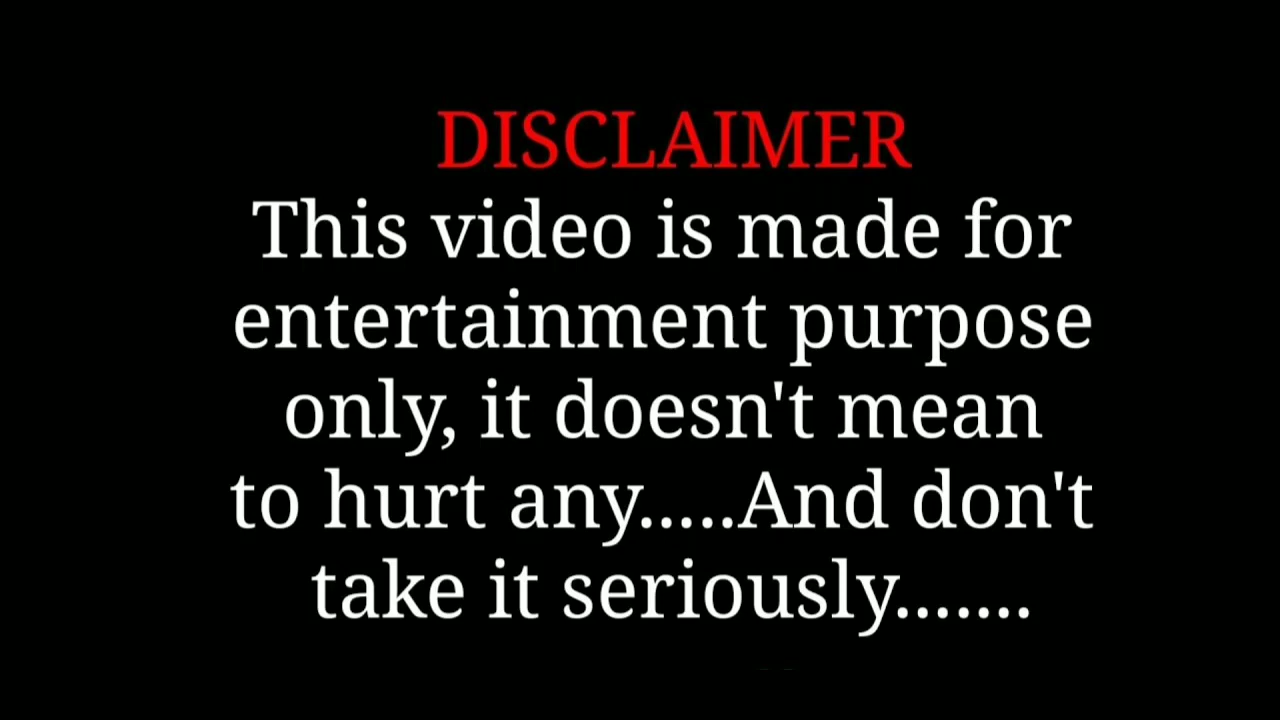 DISCLAIMER
This video is made for
entertainment purpose
only, it doesn't mean
to hurt any.....And don't
take it seriously.......